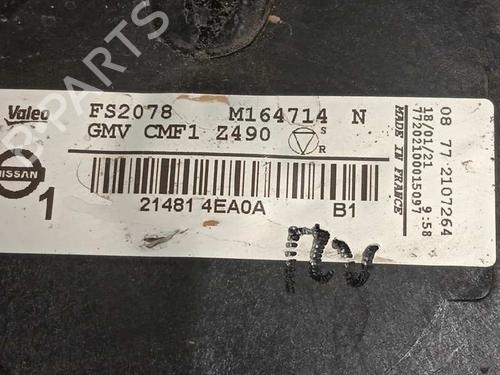 Valeo FS2078 M164714 N
GMV CMF1 Z490 S R
NISSAN
1
21481 4EA0A B1
08 77 2107264
18/01/21 9:58
77202100015097
MADE IN FRANCE